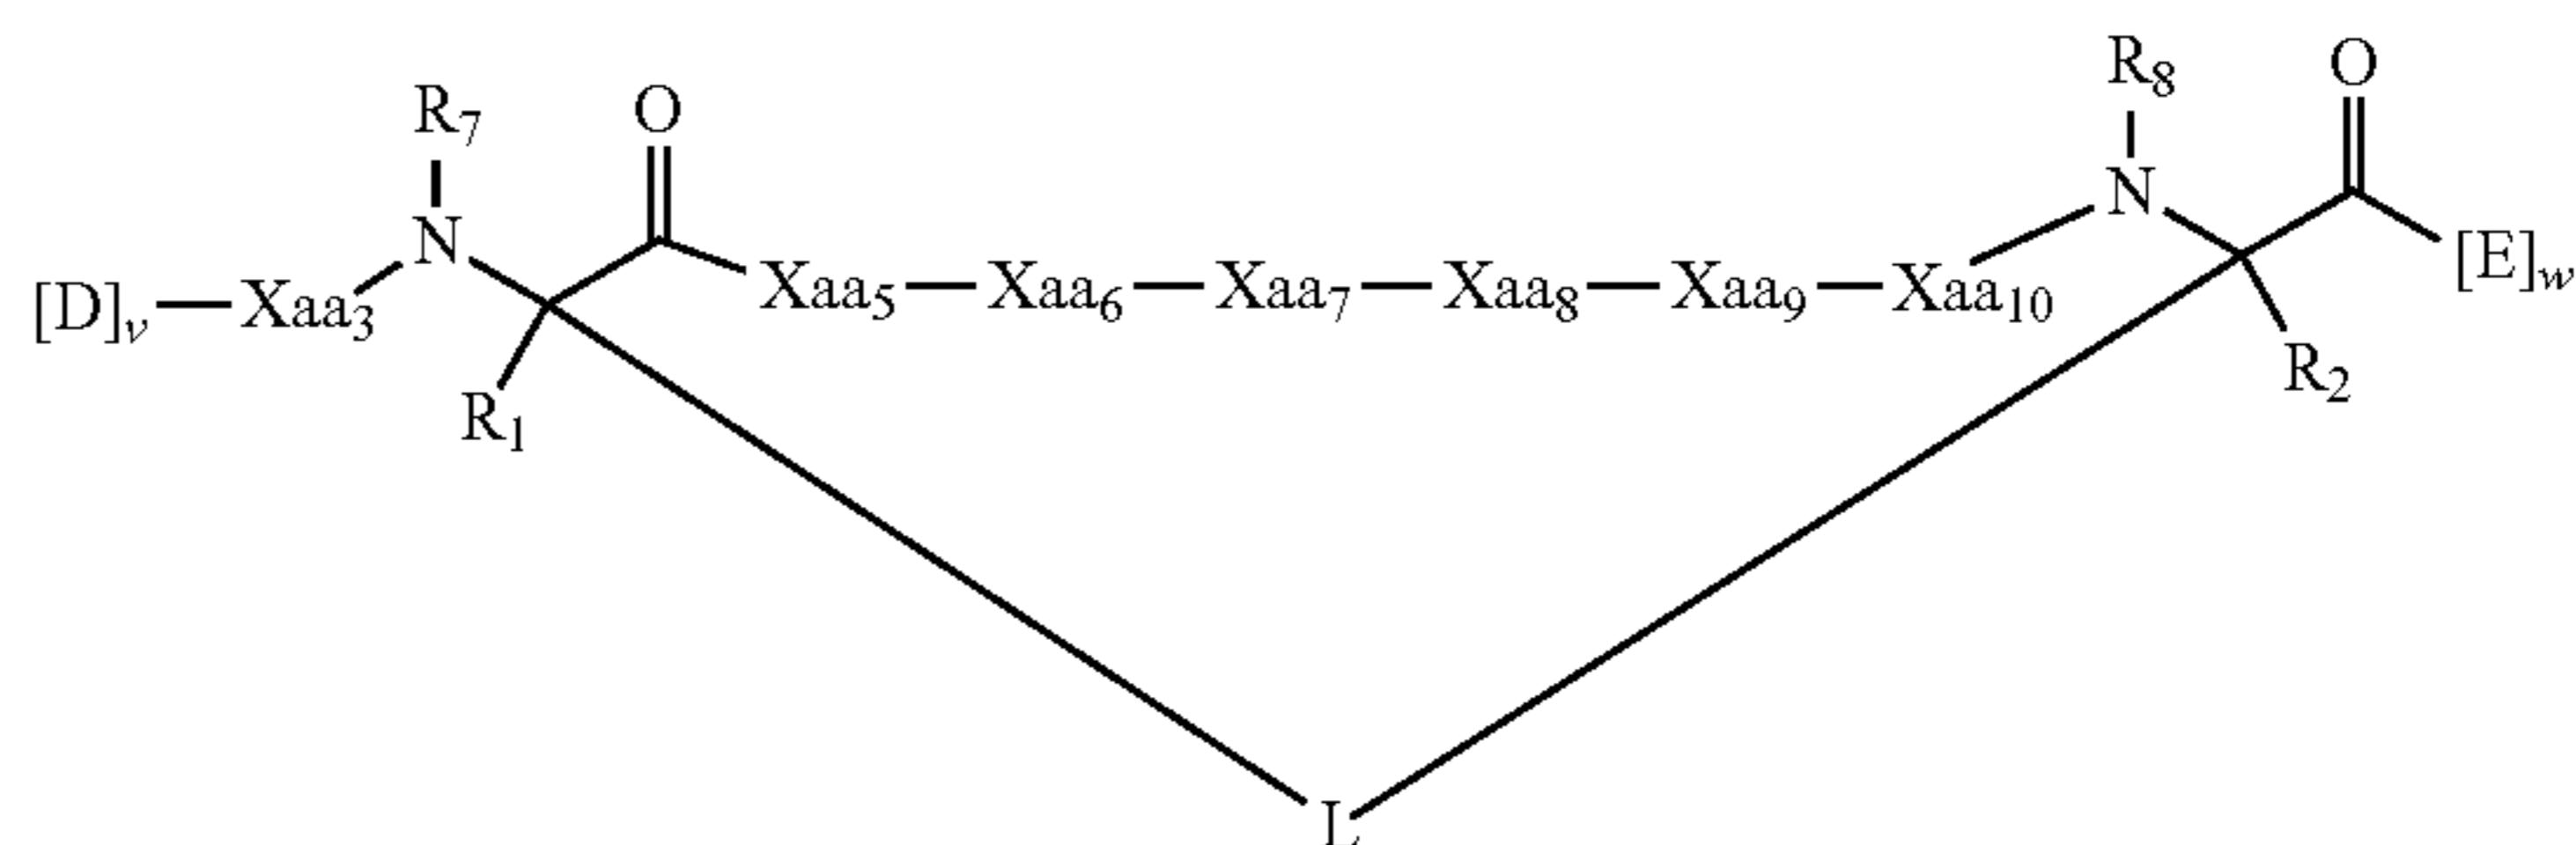 R8 O
R7 O
N
N
[D]v—Xaa3 Xaa5—Xaa6—Xaa7—Xaa8—Xaa9—Xaa10 [E]w
R2
R1
L